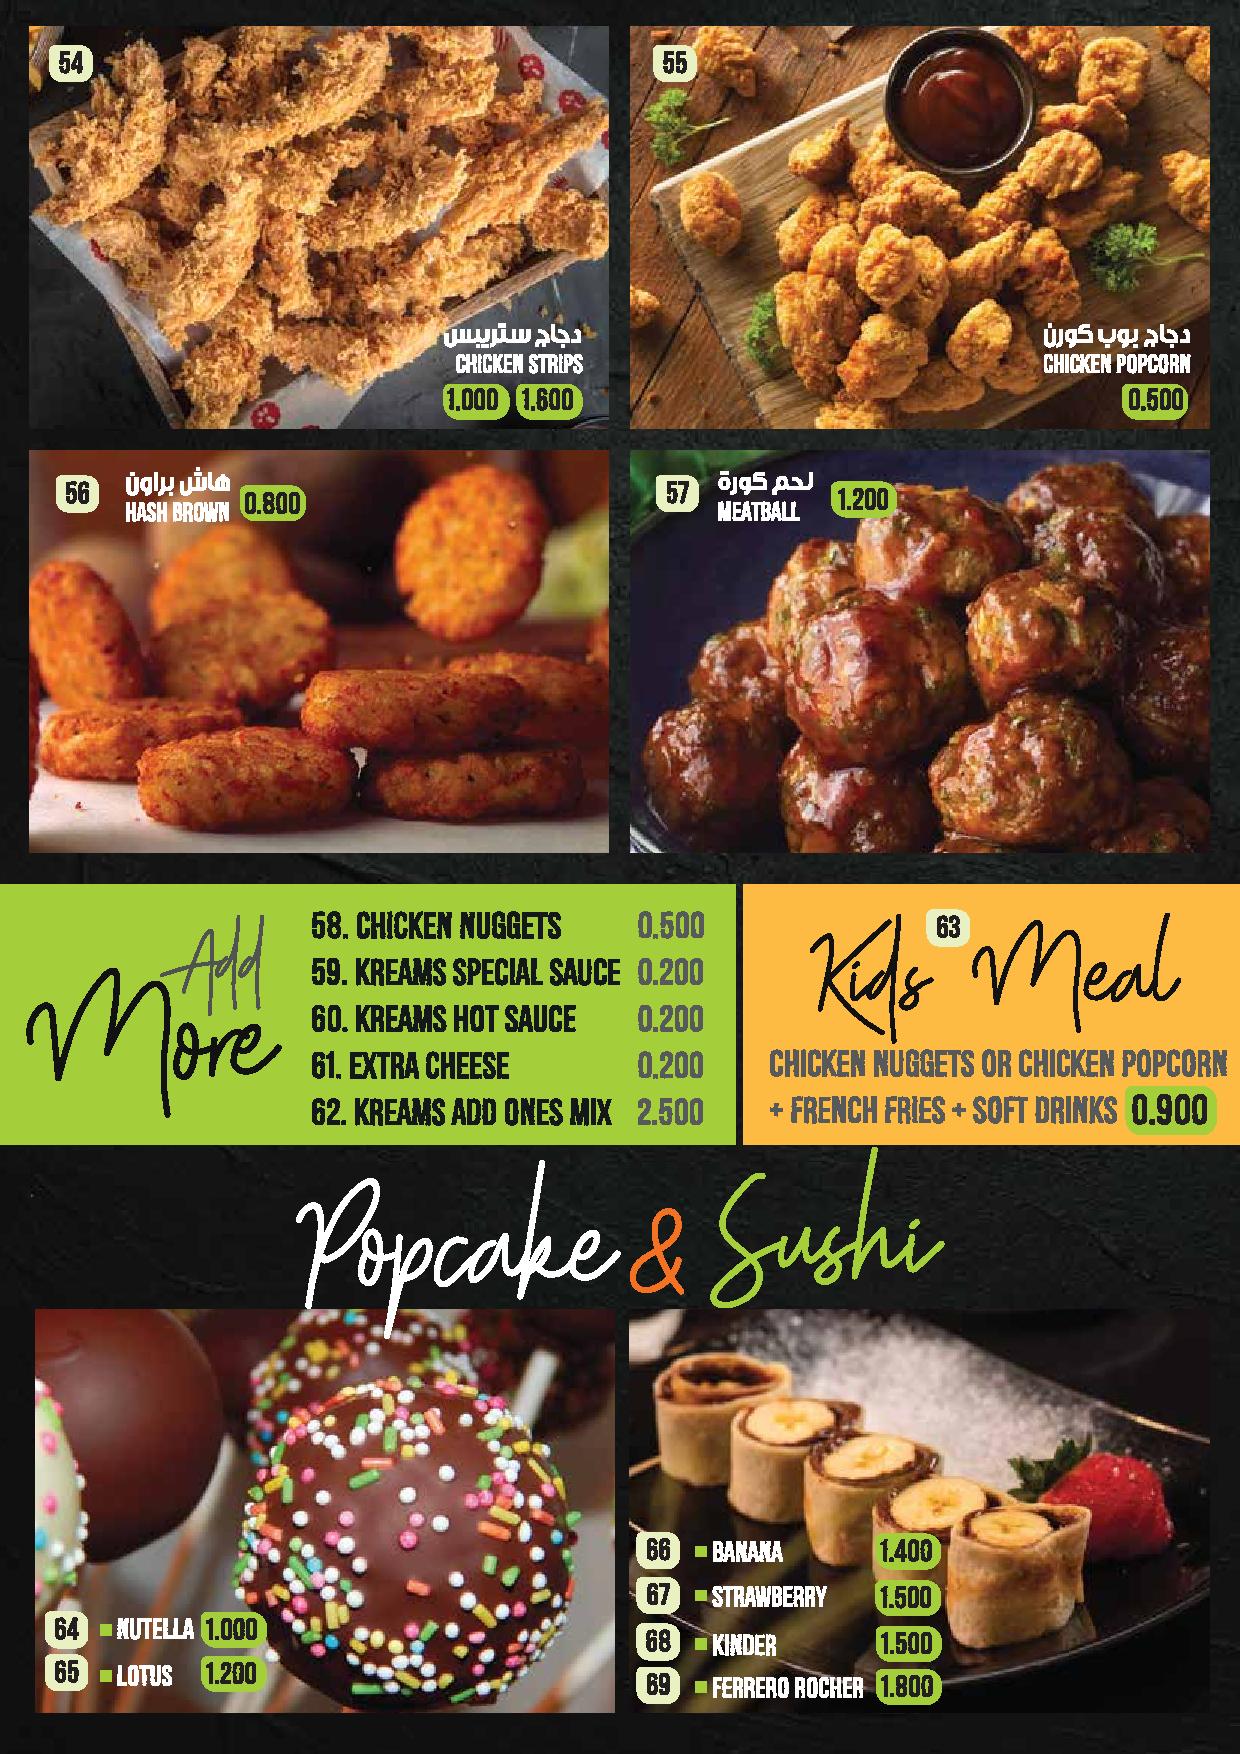 54
دجاج ستريبس
CHICKEN STRIPS
1.000 1.600
55
دجاج بوب كورن
CHICKEN POPCORN
0.500
56
هاش براون
HASH BROWN 0.800
57
لحم كورة
MEATBALL 1.200
Add
More
58. CHICKEN NUGGETS 0.500
59. KREAMS SPECIAL SAUCE 0.200
60. KREAMS HOT SAUCE 0.200
61. EXTRA CHEESE 0.200
62. KREAMS ADD ONES MIX 2.500
63
Kids Meal
CHICKEN NUGGETS OR CHICKEN POPCORN
+ FRENCH FRIES + SOFT DRINKS 0.900
Popcake & Sushi
64 NUTELLA 1.000
65 LOTUS 1.200
66 BANANA 1.400
67 STRAWBERRY 1.500
68 KINDER 1.500
69 FERRERO ROCHER 1.800